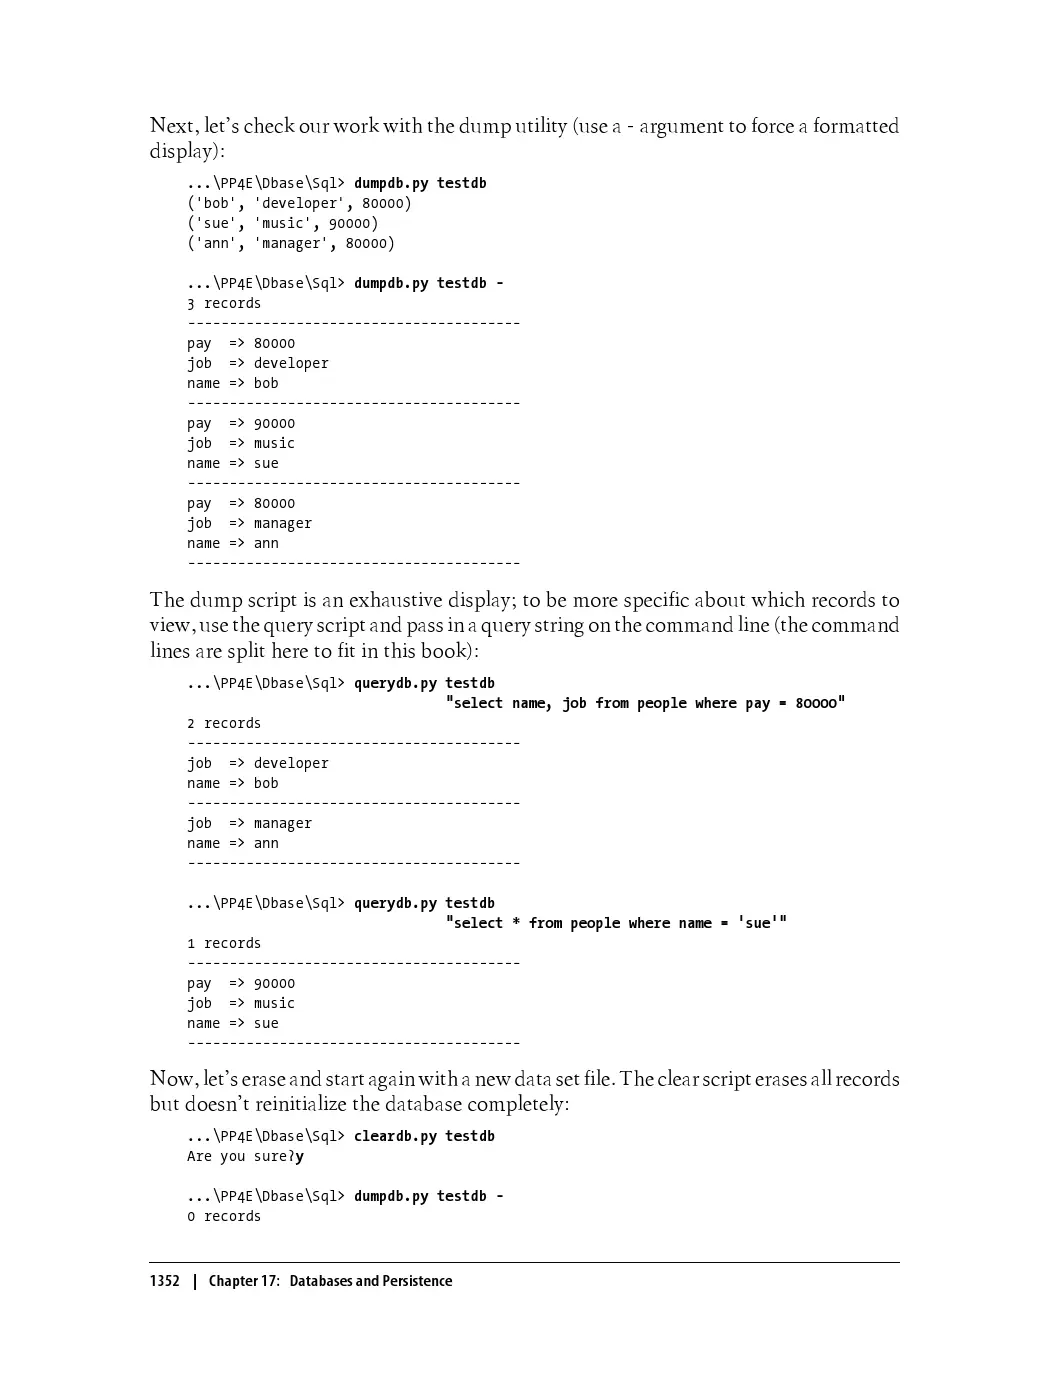 Next, let’s check our work with the dump utility (use a - argument to force a formatted
display):
...\PP4E\Dbase\Sql> dumpdb.py testdb
('bob', 'developer', 80000)
('sue', 'music', 90000)
('ann', 'manager', 80000)
...\PP4E\Dbase\Sql> dumpdb.py testdb -
3 records
----------------------------------------
pay  => 80000
job  => developer
name => bob
----------------------------------------
pay  => 90000
job  => music
name => sue
----------------------------------------
pay  => 80000
job  => manager
name => ann
----------------------------------------
The dump script is an exhaustive display; to be more specific about which records to
view, use the query script and pass in a query string on the command line (the command
lines are split here to fit in this book):
...\PP4E\Dbase\Sql> querydb.py testdb
"select name, job from people where pay = 80000"
2 records
----------------------------------------
job  => developer
name => bob
----------------------------------------
job  => manager
name => ann
----------------------------------------
...\PP4E\Dbase\Sql> querydb.py testdb
"select * from people where name = 'sue'"
1 records
----------------------------------------
pay  => 90000
job  => music
name => sue
----------------------------------------
Now, let’s erase and start again with a new data set file. The clear script erases all records
but doesn’t reinitialize the database completely:
...\PP4E\Dbase\Sql> cleardb.py testdb
Are you sure?y
...\PP4E\Dbase\Sql> dumpdb.py testdb -
0 records
1352 | Chapter 17: Databases and Persistence